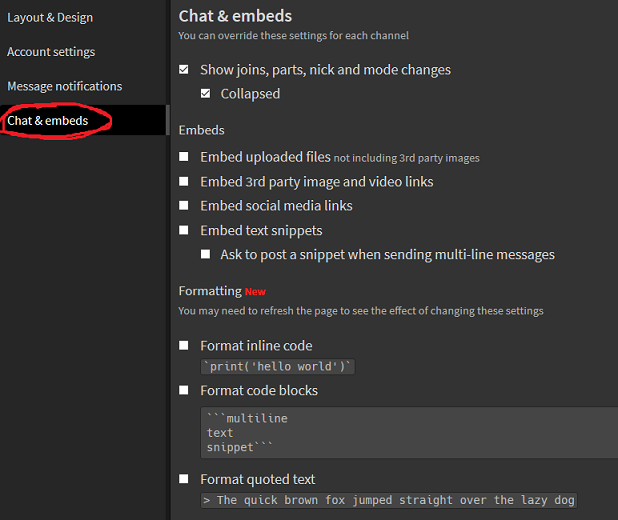 Layout & Design
Account settings
Message notifications
Chat & embeds
Chat & embeds
You can override these settings for each channel
Show joins, parts, nick and mode changes
Collapsed
Embeds
Embed uploaded files not including 3rd party images
Embed 3rd party image and video links
Embed social media links
Embed text snippets
Ask to post a snippet when sending multi-line messages
Formatting New
You may need to refresh the page to see the effect of changing these settings
Format inline code
`print('hello world')`
Format code blocks
```multiline
text
snippet```
Format quoted text
> The quick brown fox jumped straight over the lazy dog